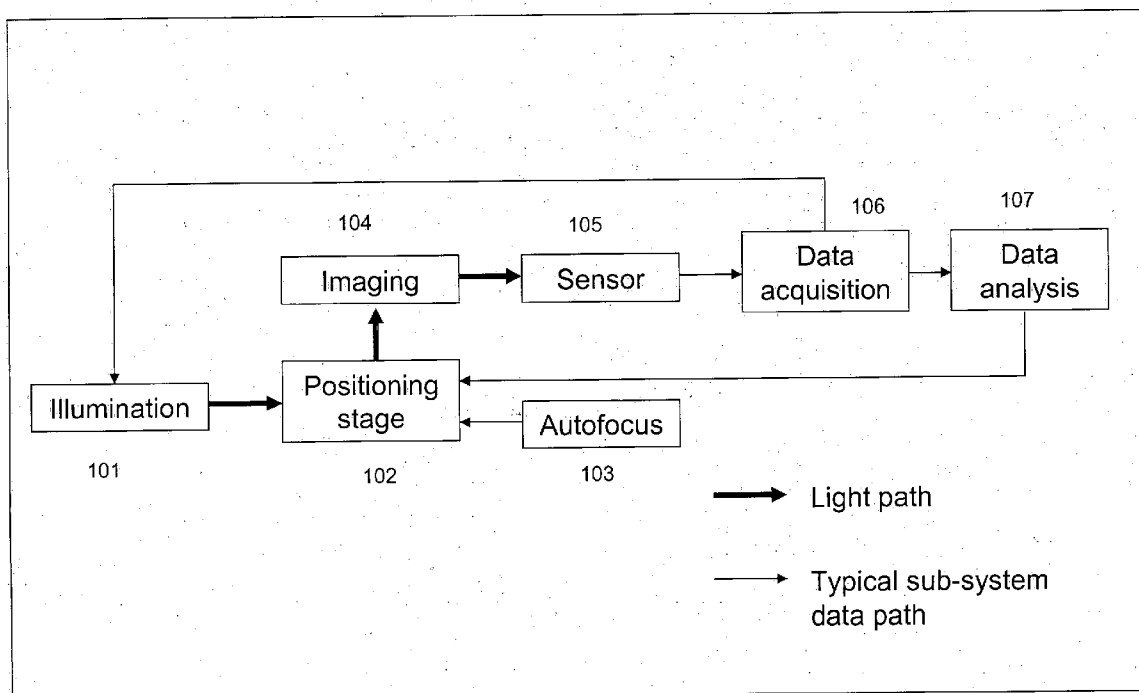 104
105
106
107
Imaging
Sensor
Data
acquisition
Data
analysis
Illumination
Positioning
stage
Autofocus
101
102
103
Light path
Typical sub-system
data path